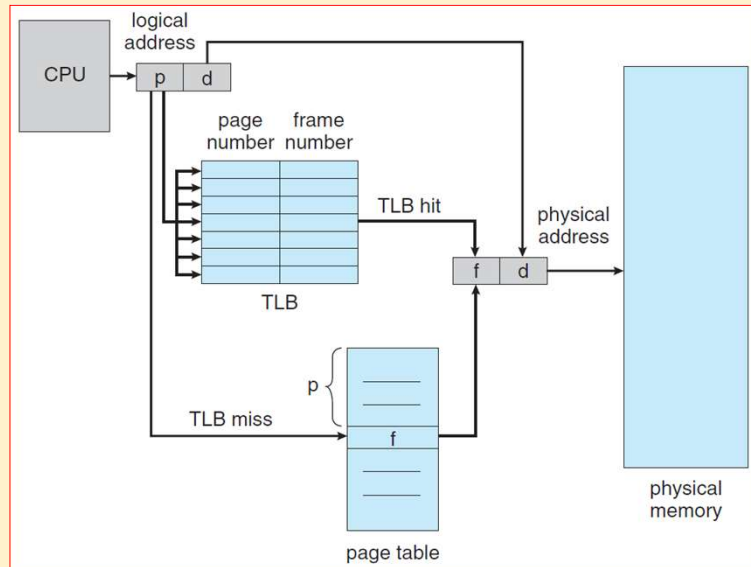 logical
address
CPU
p
d
page
number
frame
number
TLB hit
physical
address
f
d
TLB
p
TLB miss
f
physical
memory
page table